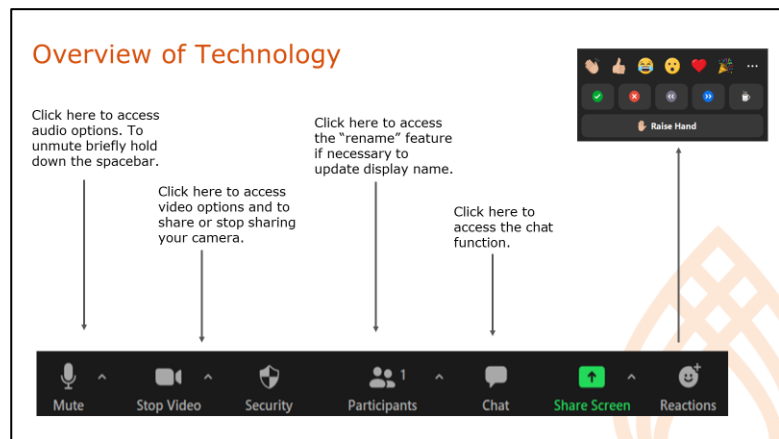 Overview of Technology
Click here to access
audio options. To
unmute briefly hold
down the spacebar.
Click here to access
video options and to
share or stop sharing
your camera.
Click here to access
the “rename” feature
if necessary to
update display name.
Click here to
access the chat
function.
Raise Hand
Mute
Stop Video
Security
1
Participants
Chat
Share Screen
Reactions